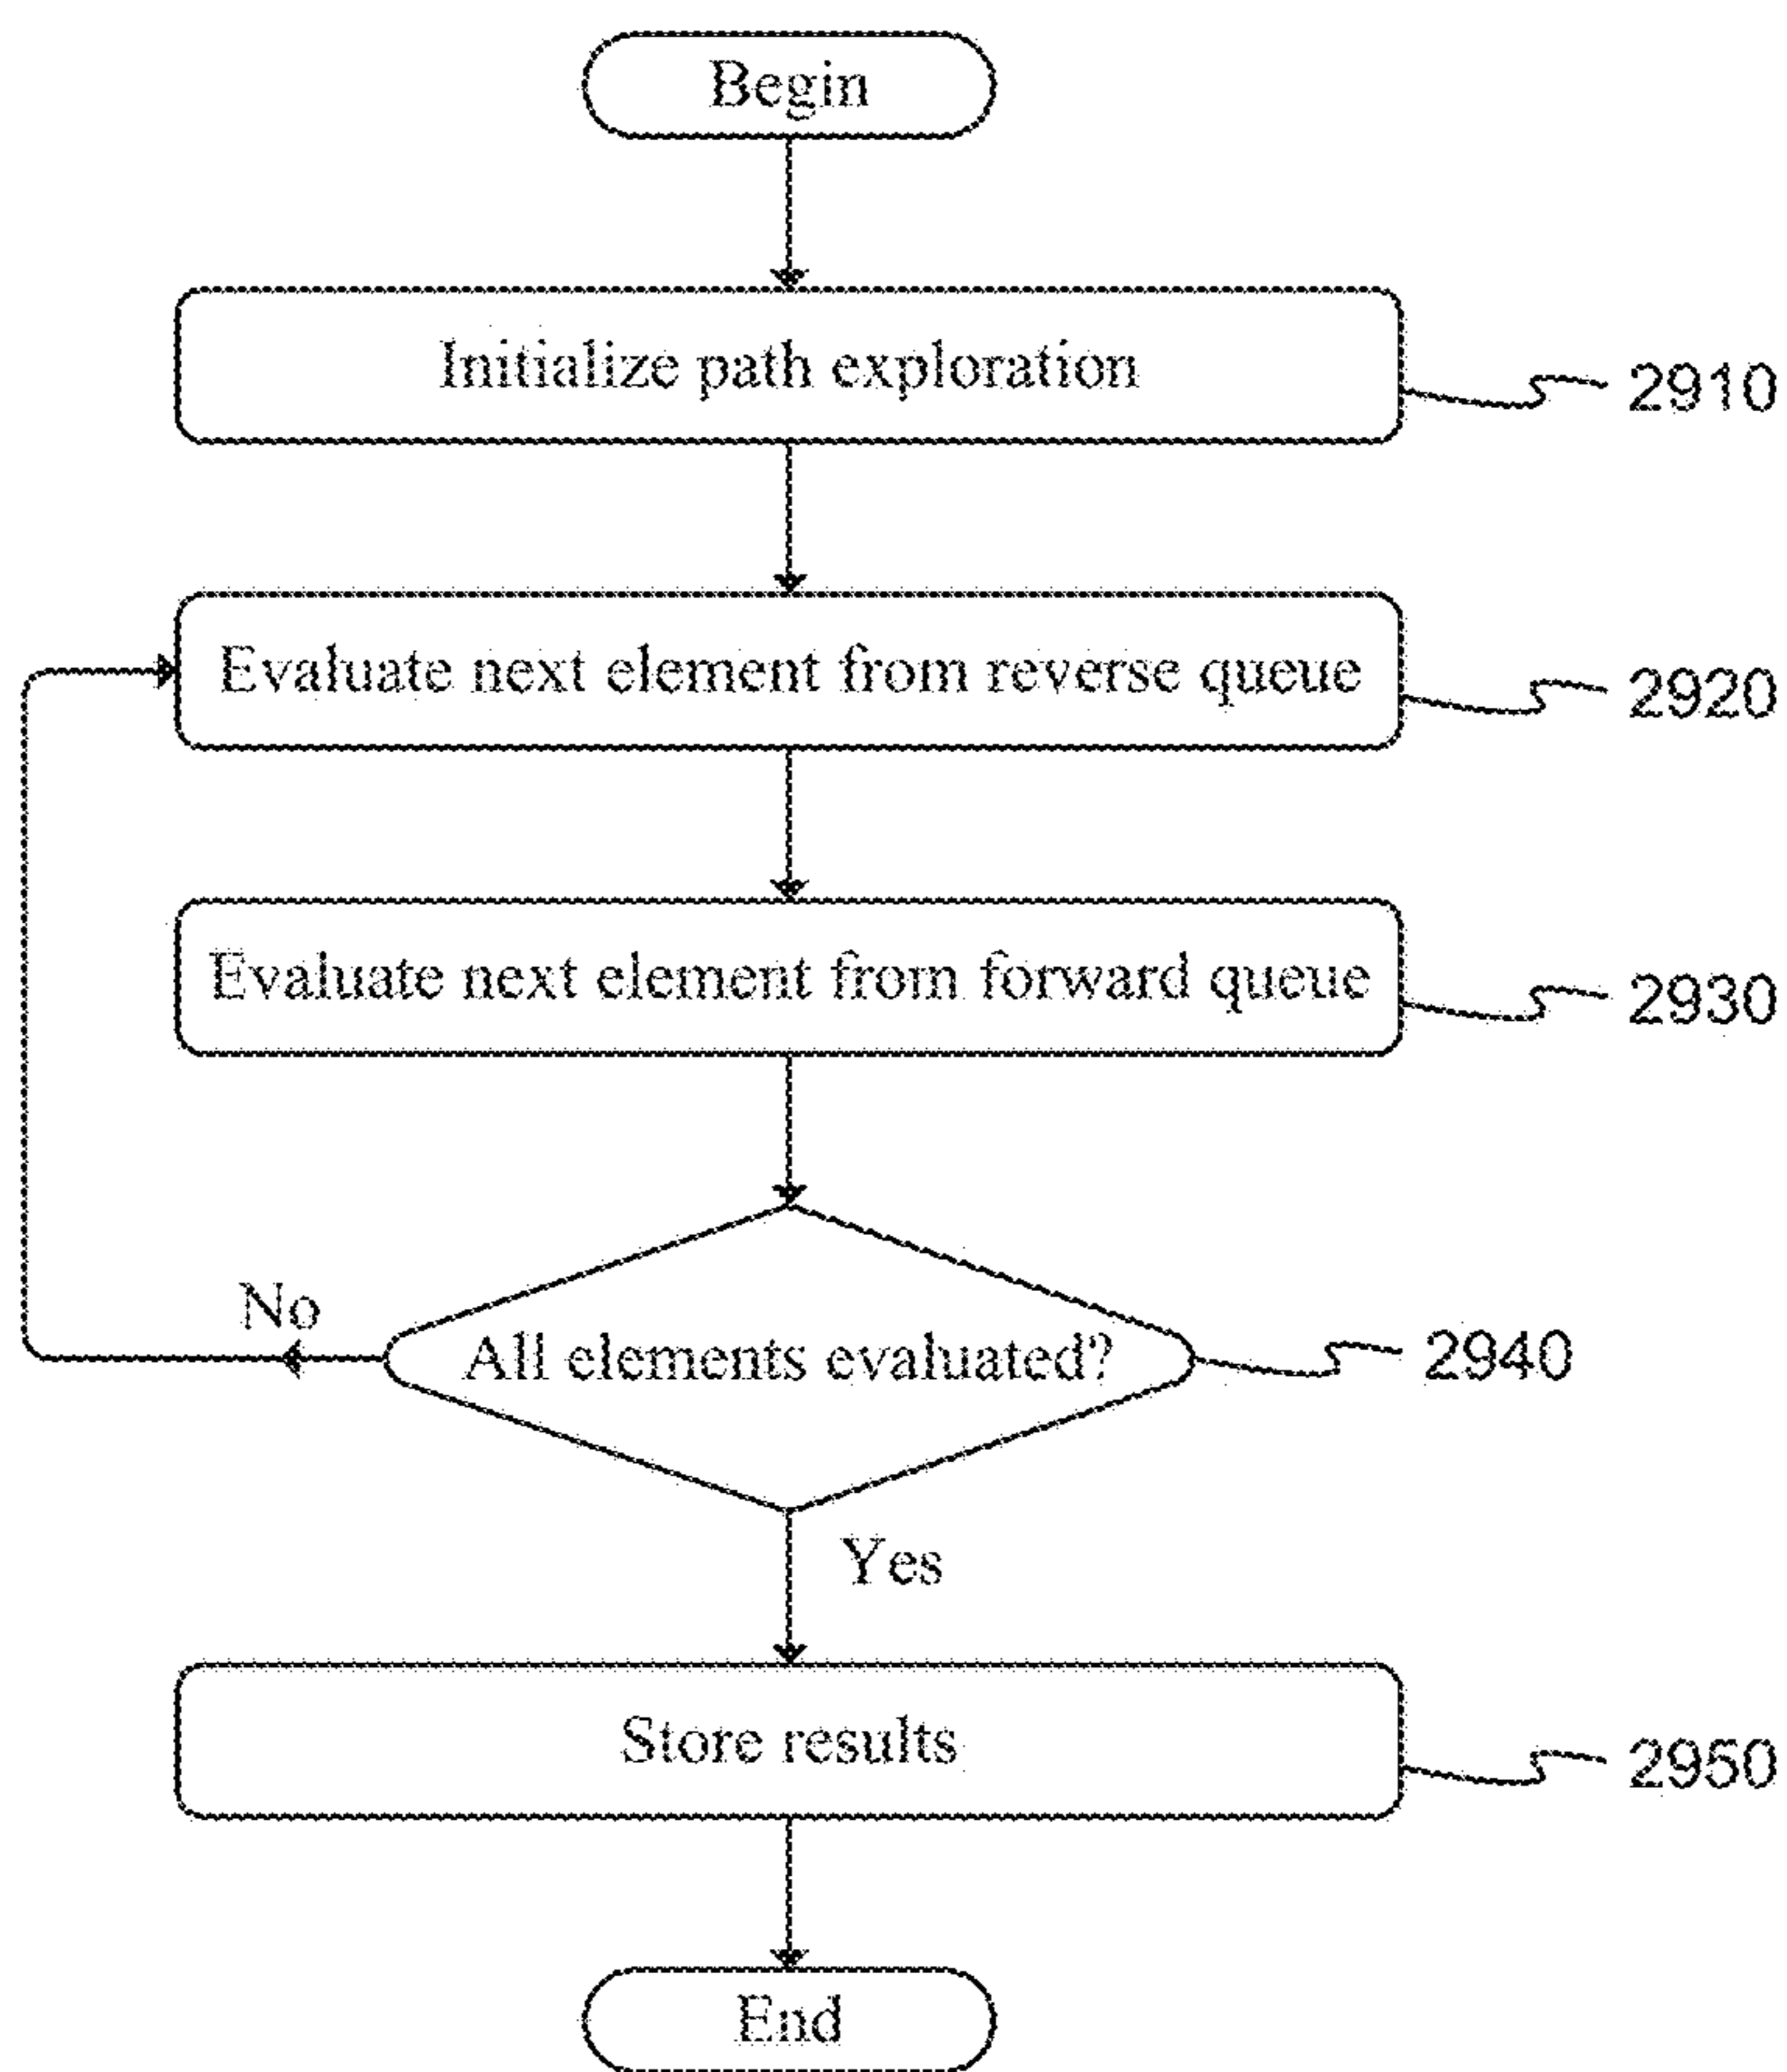 Begin
Initialize path exploration
2910
Evaluate next element from reverse queue
2920
Evaluate next element from forward queue
2930
No
All elements evaluated?
2940
Yes
Store results
2950
End